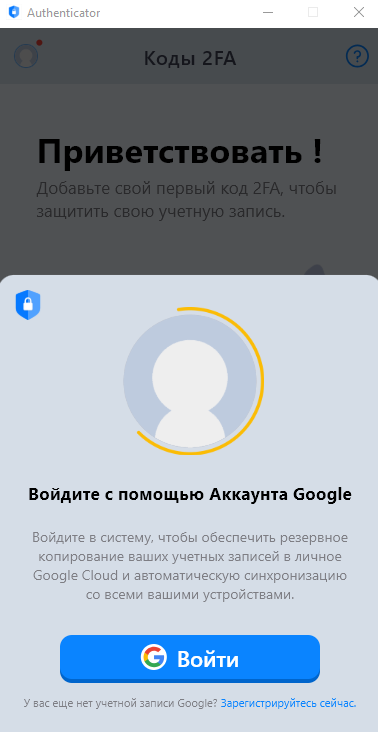 Authenticator
Коды 2FA
Приветствовать !
Добавьте свой первый код 2FA, чтобы
защитить свою учетную запись.
Войдите с помощью Аккаунта Google
Войдите в систему, чтобы обеспечить резервное
копирование ваших учетных записей в личное
Google Cloud и автоматическую синхронизацию
со всеми вашими устройствами.
Войти
У вас еще нет учетной записи Google? Зарегистрируйтесь сейчас.